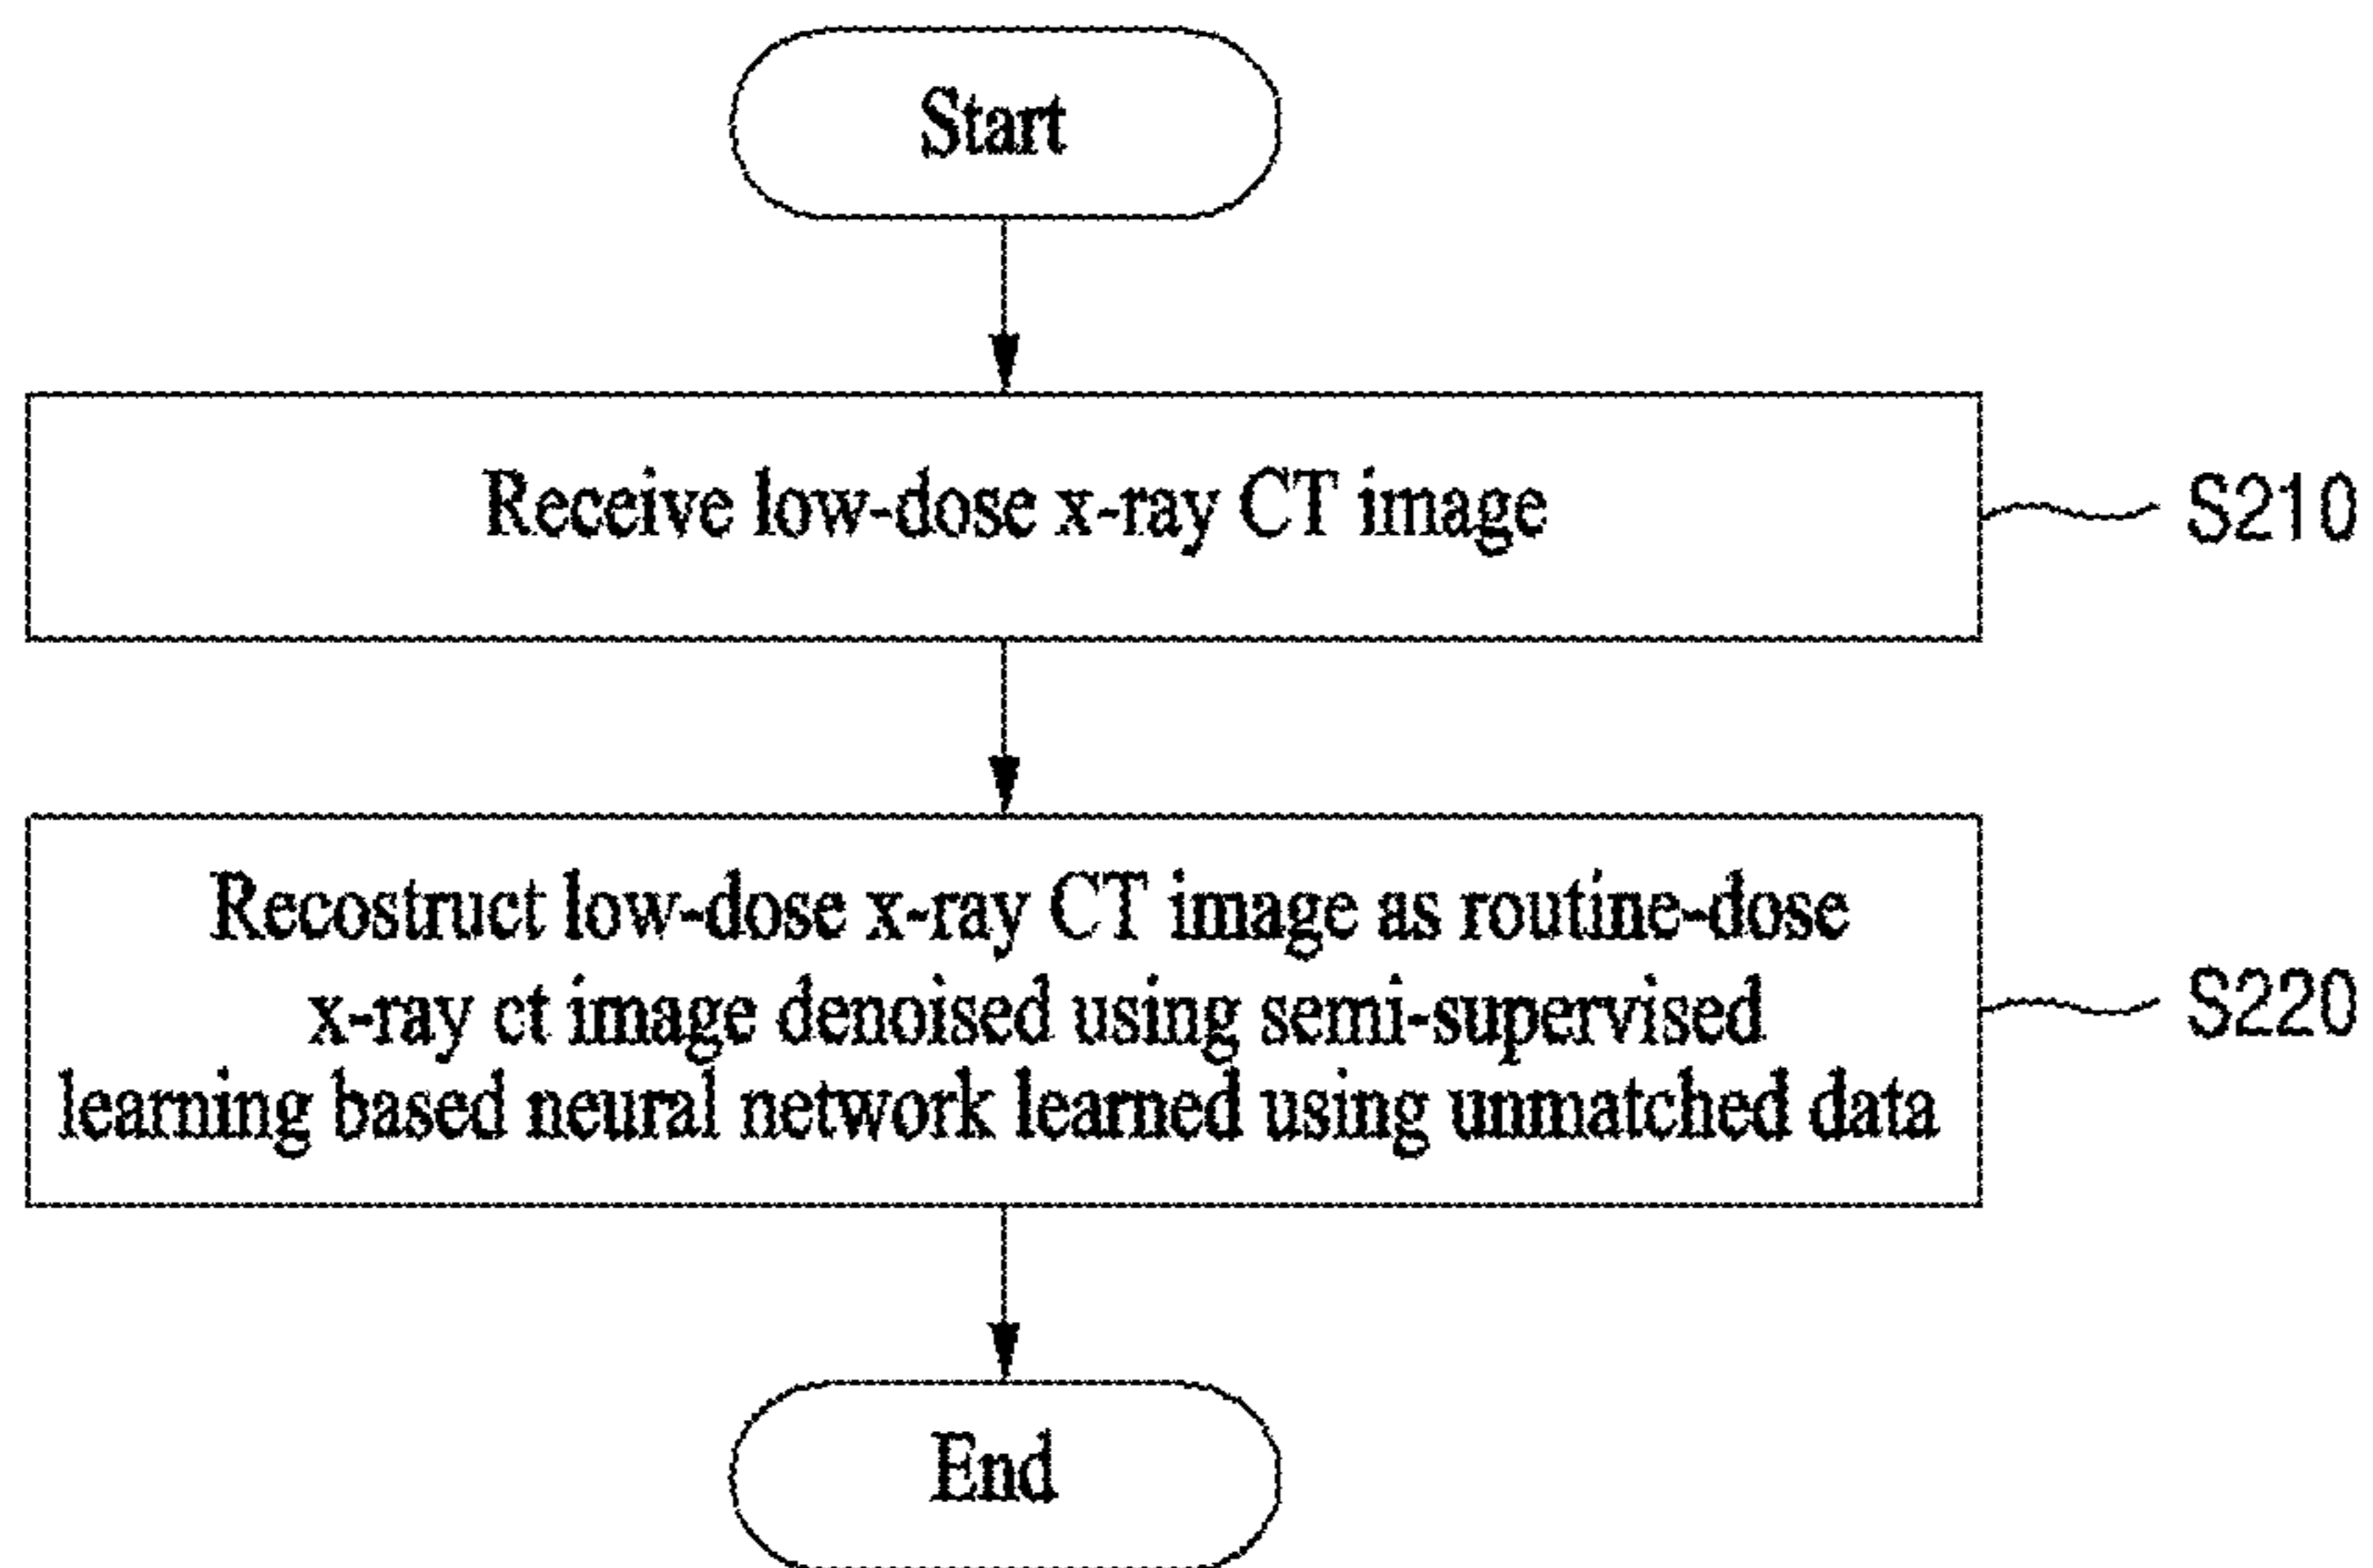 Start
Receive low-dose x-ray CT image
S210
Recostruct low-dose x-ray CT image as routine-dose
x-ray ct image denoised using semi-supervised
S220
learning based neural network learned using unmatched data
End